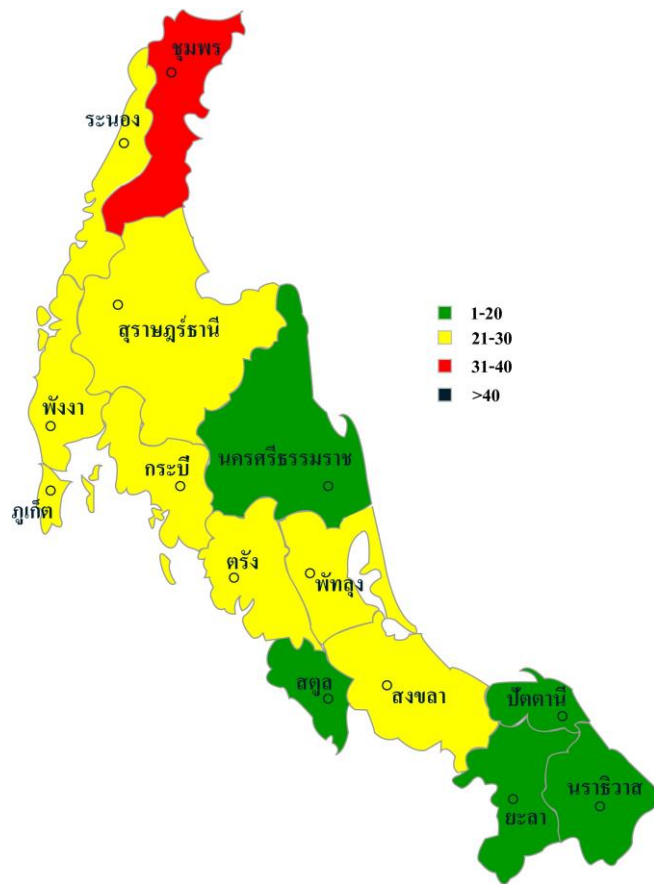 ชุมพร
ระนอง
1-20
สุราษฎร์ธานี
21-30
31-40
>40
พังงา
กระบี่
นครศรีธรรมราช
ภูเก็ต
ตรัง
พัทลุง
สตูล
สงขลา
ปัตตานี
นราธิวาส
ยะลา